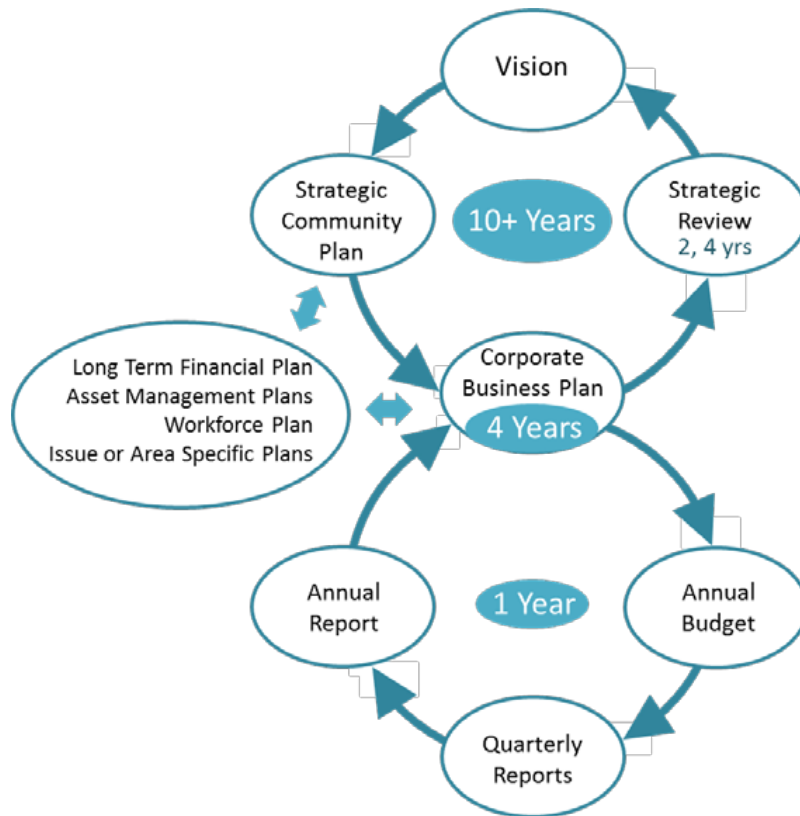 Vision
Strategic
Community
Plan
10+ Years
Strategic
Review
2, 4 yrs
Long Term Financial Plan
Asset Management Plans
Workforce Plan
Issue or Area Specific Plans
Corporate
Business Plan
4 Years
Annual
Report
1 Year
Annual
Budget
Quarterly
Reports